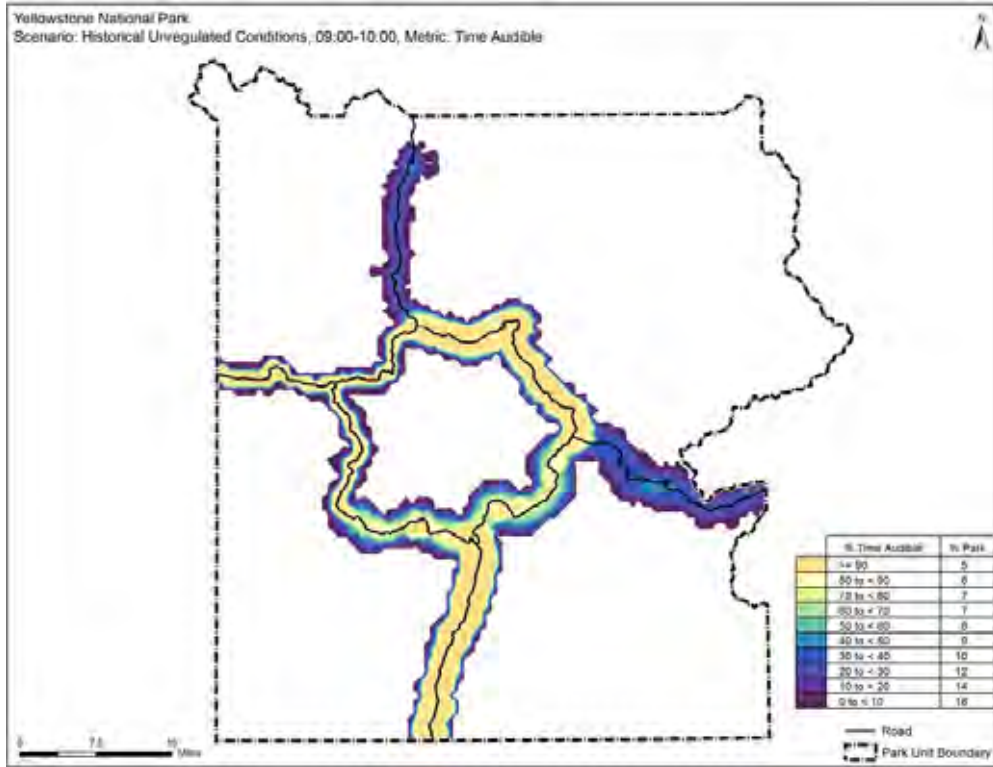 Yellowstone National Park
Scenario: Historical Unregulated Conditions, 09:00-10:00, Metric: Time Audible
N
% Time Audible % Park
>= 90 5
80 to < 90 6
70 to < 80 7
60 to < 70 7
50 to < 60 8
40 to < 50 9
30 to < 40 10
20 to < 30 12
10 to < 20 14
0 to < 10 16
0 7.5 15
Miles
Road
Park Unit Boundary